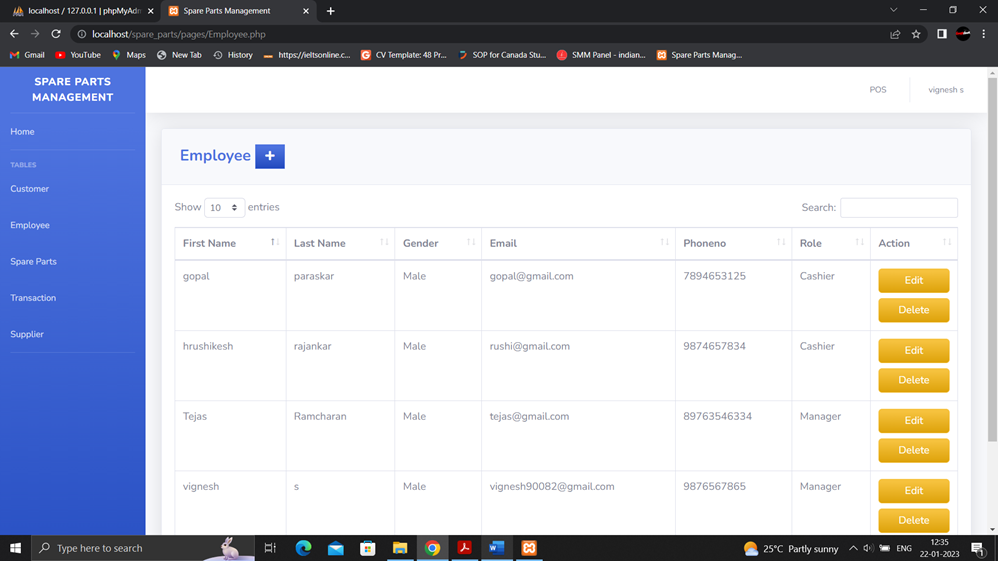 localhost / 127.0.0.1 | phpMyAdm
Spare Parts Management
localhost/spare_parts/pages/Employee.php
Gmail YouTube Maps New Tab History https://ieltsonline.c... CV Template: 48 Pr... SOP for Canada Stu... SMM Panel - indian... Spare Parts Manag...
SPARE PARTS
MANAGEMENT
POS vignesh s
Home
TABLES
Customer
Employee
Spare Parts
Transaction
Supplier
Employee +
Show 10 entries Search:
First Name Last Name Gender Email Phoneno Role Action
gopal paraskar Male gopal@gmail.com 7894653125 Cashier Edit
Delete
hrushikesh rajankar Male rushi@gmail.com 9874657834 Cashier Edit
Delete
Tejas Ramcharan Male tejas@gmail.com 89763546334 Manager Edit
Delete
vignesh s Male vignesh90082@gmail.com 9876567865 Manager Edit
Delete
Type here to search
25°C Partly sunny ENG 12:35
22-01-2023 1